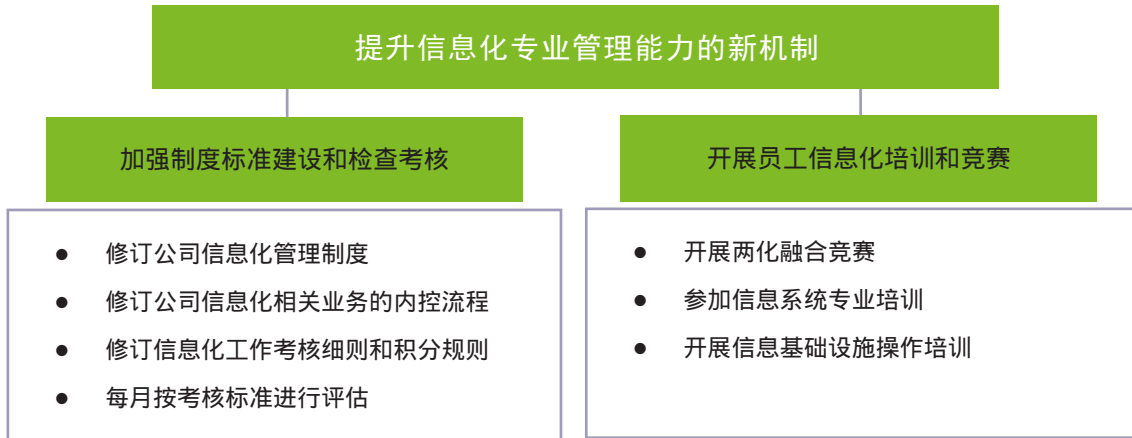 提升信息化专业管理能力的新机制
加强制度标准建设和检查考核
● 修订公司信息化管理制度
● 修订公司信息化相关业务的内控流程
● 修订信息化工作考核细则和积分规则
● 每月按考核标准进行评估
开展员工信息化培训和竞赛
● 开展两化融合竞赛
● 参加信息系统专业培训
● 开展信息基础设施操作培训